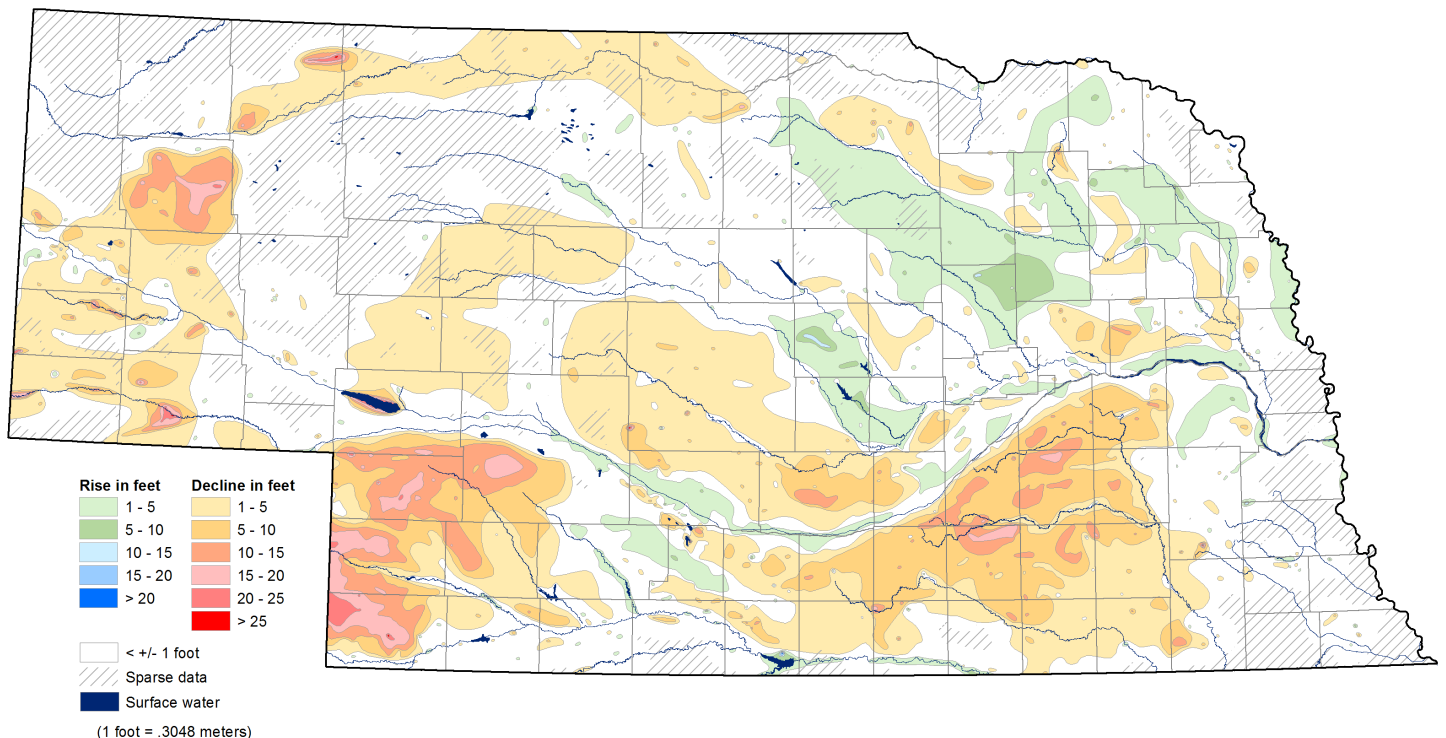 Rise in feet Decline in feet
1 - 5 1 - 5
5 - 10 5 - 10
10 - 15 10 - 15
15 - 20 15 - 20
> 20 20 - 25
> 25
< +/- 1 foot
Sparse data
Surface water
(1 foot = .3048 meters)